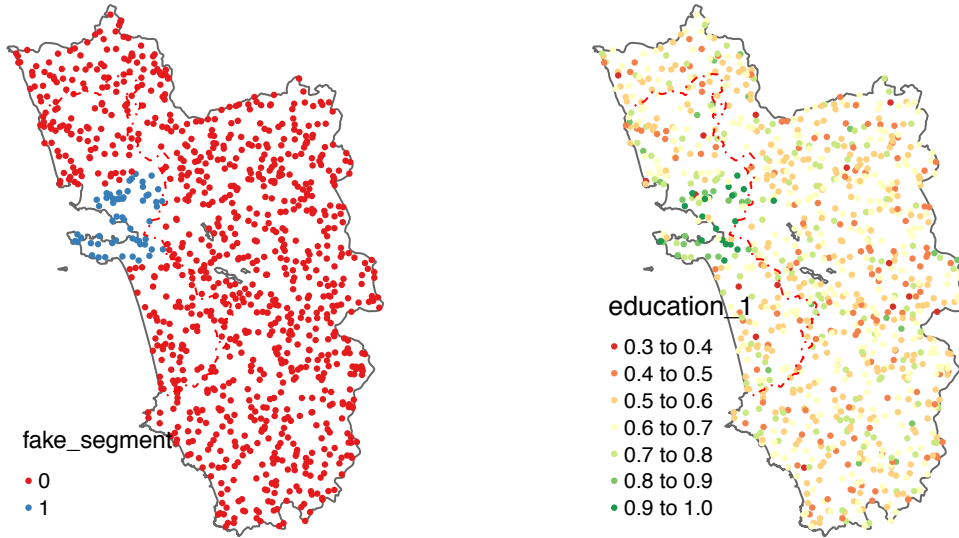 fake_segment
0
1
education_1
0.3 to 0.4
0.4 to 0.5
0.5 to 0.6
0.6 to 0.7
0.7 to 0.8
0.8 to 0.9
0.9 to 1.0